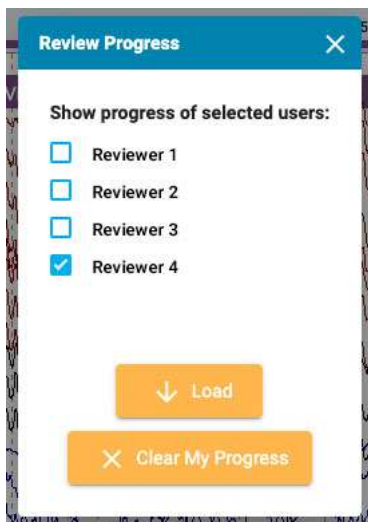 Review Progress
Show progress of selected users:
Reviewer 1
Reviewer 2
Reviewer 3
Reviewer 4
Load
Clear My Progress